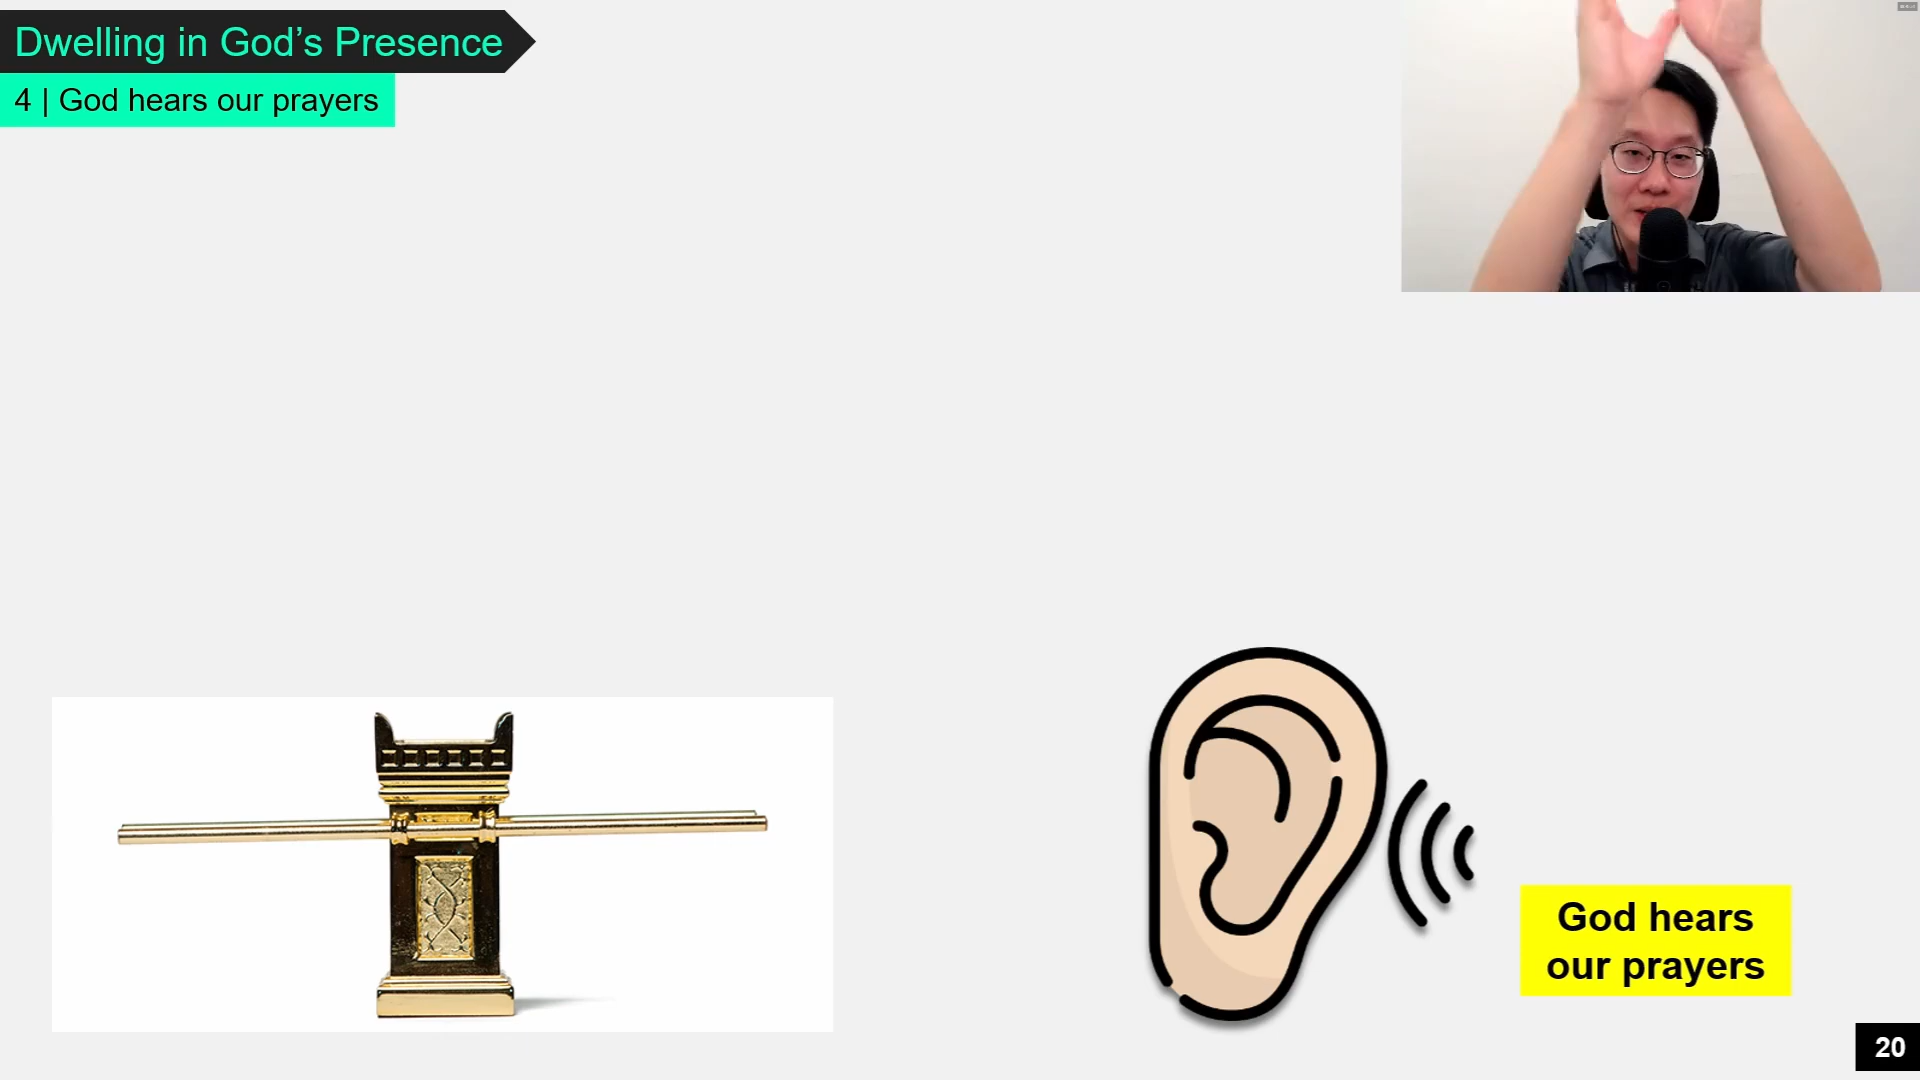 Dwelling in God’s Presence
4 | God hears our prayers
God hears
our prayers
20